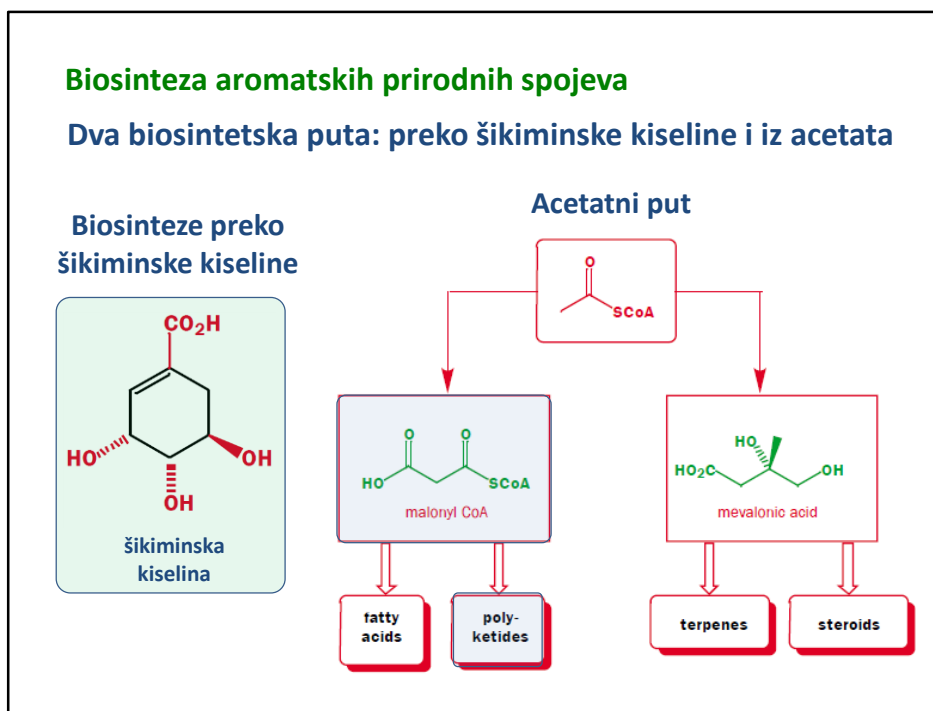 Biosinteza aromatskih prirodnih spojeva
Dva biosintetska puta: preko šikiminske kiseline i iz acetata
Biosinteze preko
šikiminske kiseline
CO₂H
HO
OH
OH
šikiminska
kiselina
Acetatni put
O
SCoA
O O
HO SCoA
malonyl CoA
HO
HO₂C OH
mevalonic acid
fatty
acids
poly-
ketides
terpenes
steroids